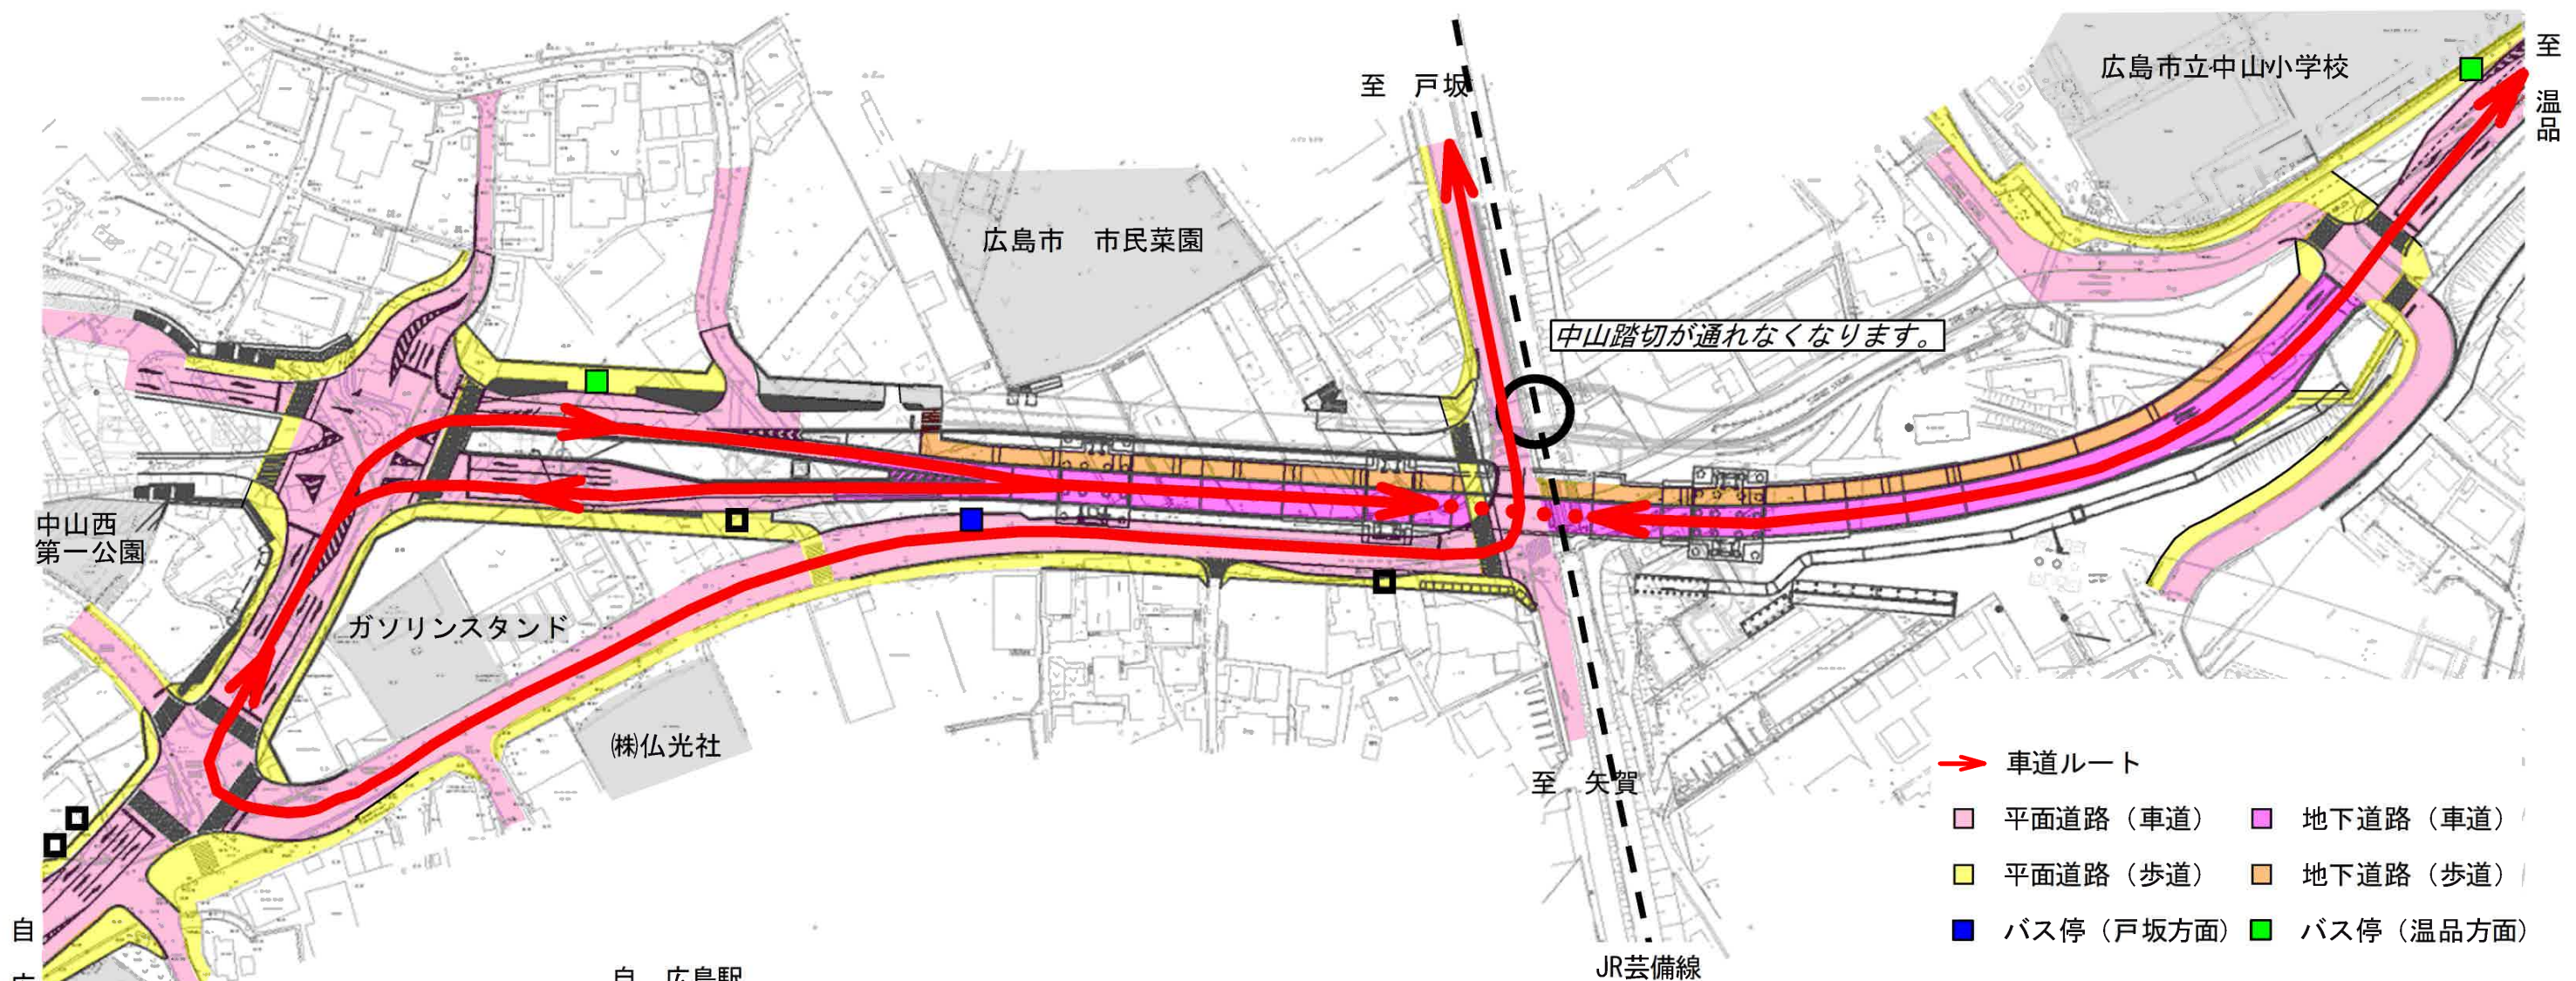 至　戸坂
広島市立中山小学校
至　温品
広島市　市民菜園
中山踏切が通れなくなります。
中山西
第一公園
ガソリンスタンド
㈱仏光社
至　矢賀
車道ルート
平面道路（車道）
地下道路（車道）
平面道路（歩道）
地下道路（歩道）
バス停（戸坂方面）
バス停（温品方面）
自
自　広島駅
JR芸備線